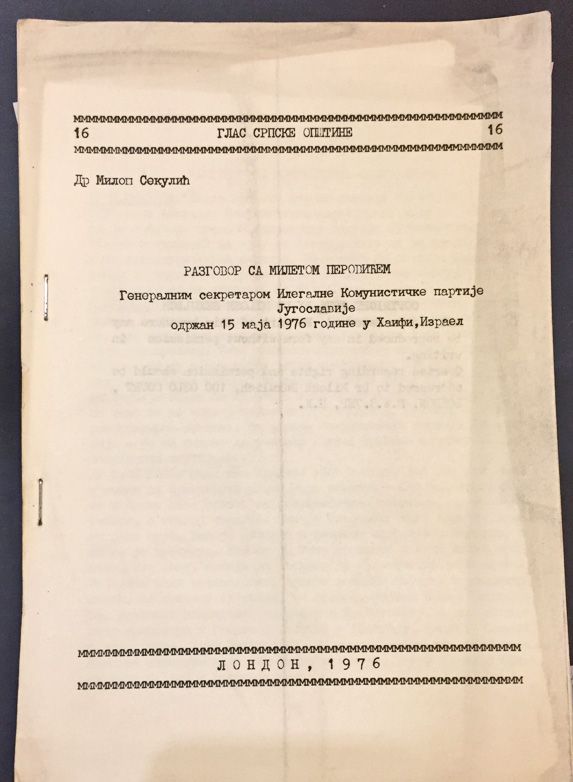 16 ГЛАС СРПСКЕ ОПШТИНЕ 16
Др Милош Секулић
РАЗГОВОР СА МИЛЕТОМ ПЕРОВИЋЕМ
Генералним секретаром Илегалне Комунистичке партије
Југославије
одржан 15 маја 1976 године у Хаифи,Израел
ЛОНДОН, 1976